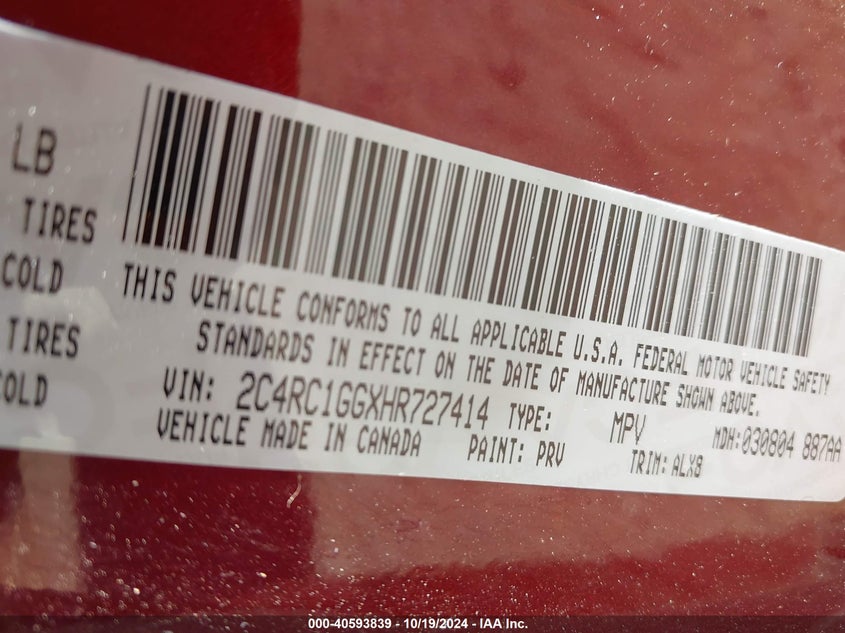 LB
TIRES
COLD
TIRES
COLD
THIS VEHICLE CONFORMS TO ALL APPLICABLE U.S.A. FEDERAL MOTOR VEHICLE SAFETY
STANDARDS IN EFFECT ON THE DATE OF MANUFACTURE SHOWN ABOVE.
VIN: 2C4RC1GGXHR727414 TYPE: MPV MDH:030804 887AA
VEHICLE MADE IN CANADA PAINT: PRV TRIM: ALX8
000-40593839 - 10/19/2024 - IAA Inc.